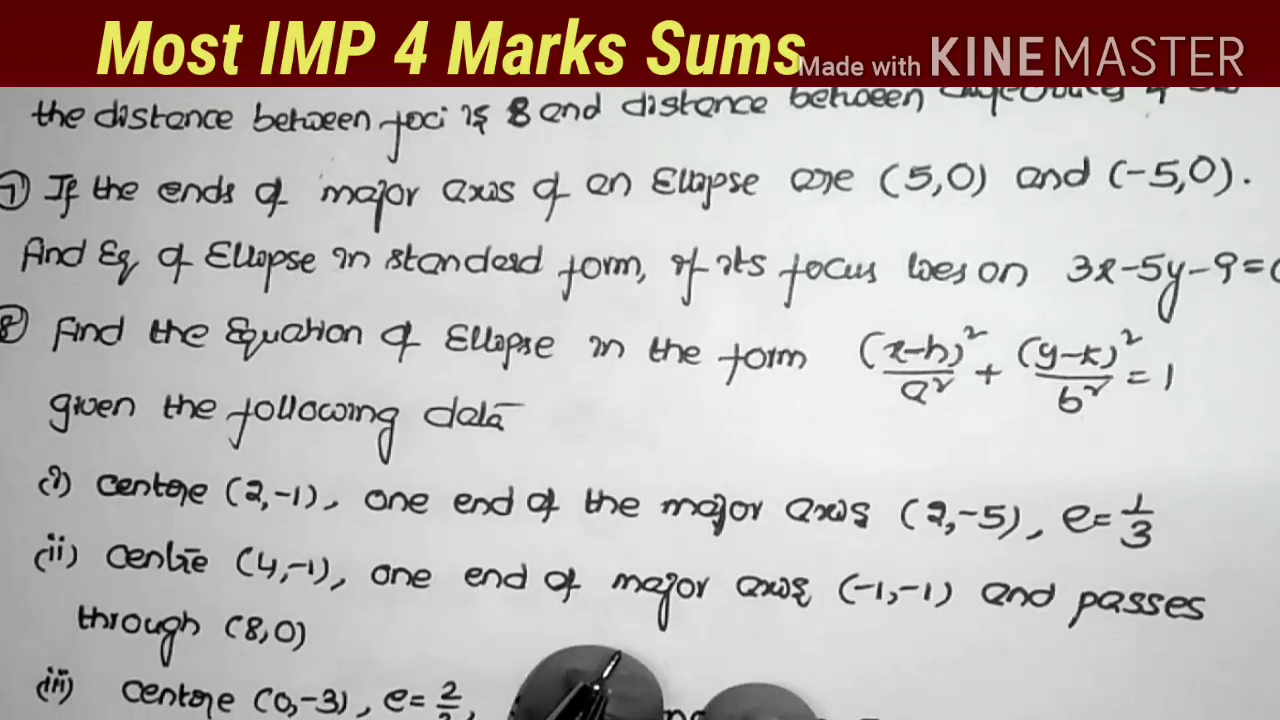 Most IMP 4 Marks Sums
Made with KINEMASTER
the distance between foci is 8 and distance between
⑦ If the ends of major axis of an Ellipse are (5,0) and (-5,0).
And Eq of Ellipse in standard form, if its focus lies on 3x-5y-9=0
⑧ Find the Equation of Ellipse in the form (x-h)²/a² + (y-k)²/b² = 1
given the following data
(i) centre (2,-1), one end of the major axis (2,-5), e=1/3
(ii) centre (4,-1), one end of major axis (-1,-1) and passes
through (8,0)
(iii) centre (0,-3), e=